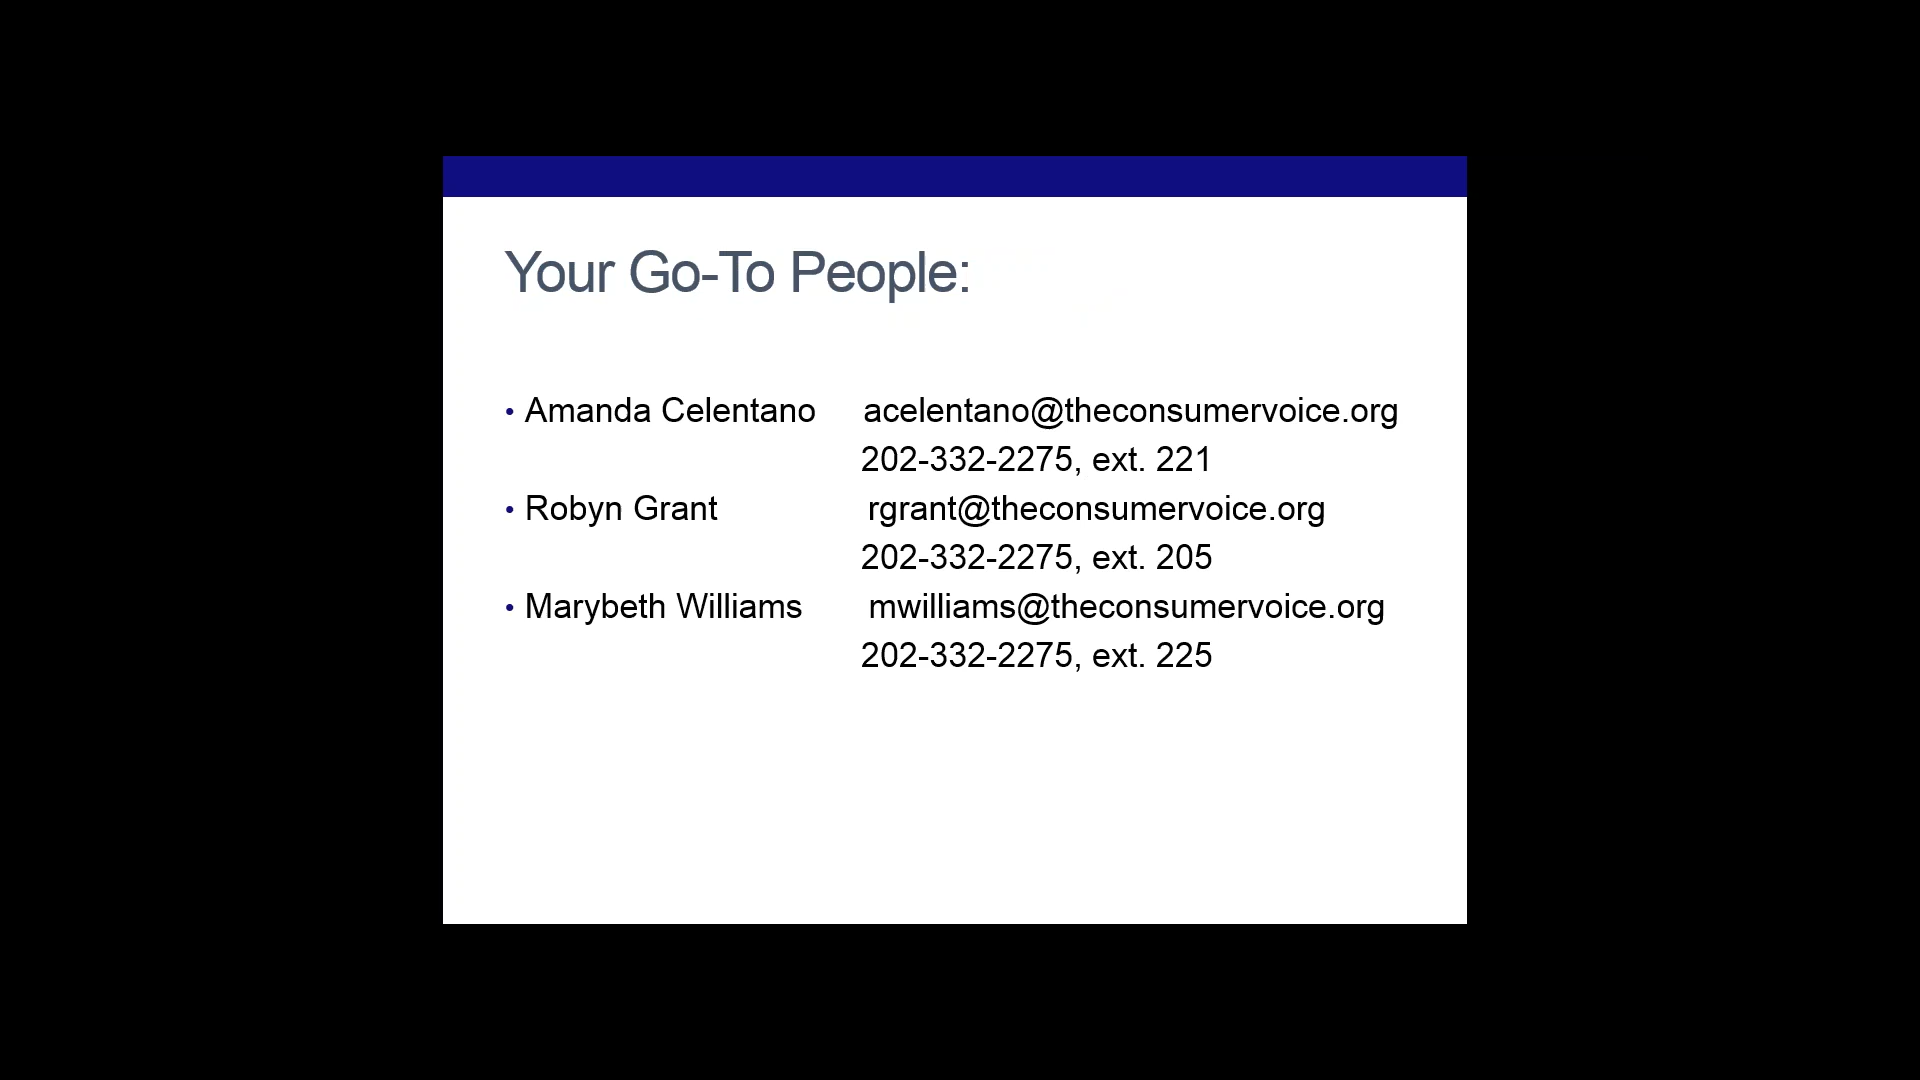 Your Go-To People:
• Amanda Celentano acelentano@theconsumervoice.org
202-332-2275, ext. 221
• Robyn Grant rgrant@theconsumervoice.org
202-332-2275, ext. 205
• Marybeth Williams mwilliams@theconsumervoice.org
202-332-2275, ext. 225